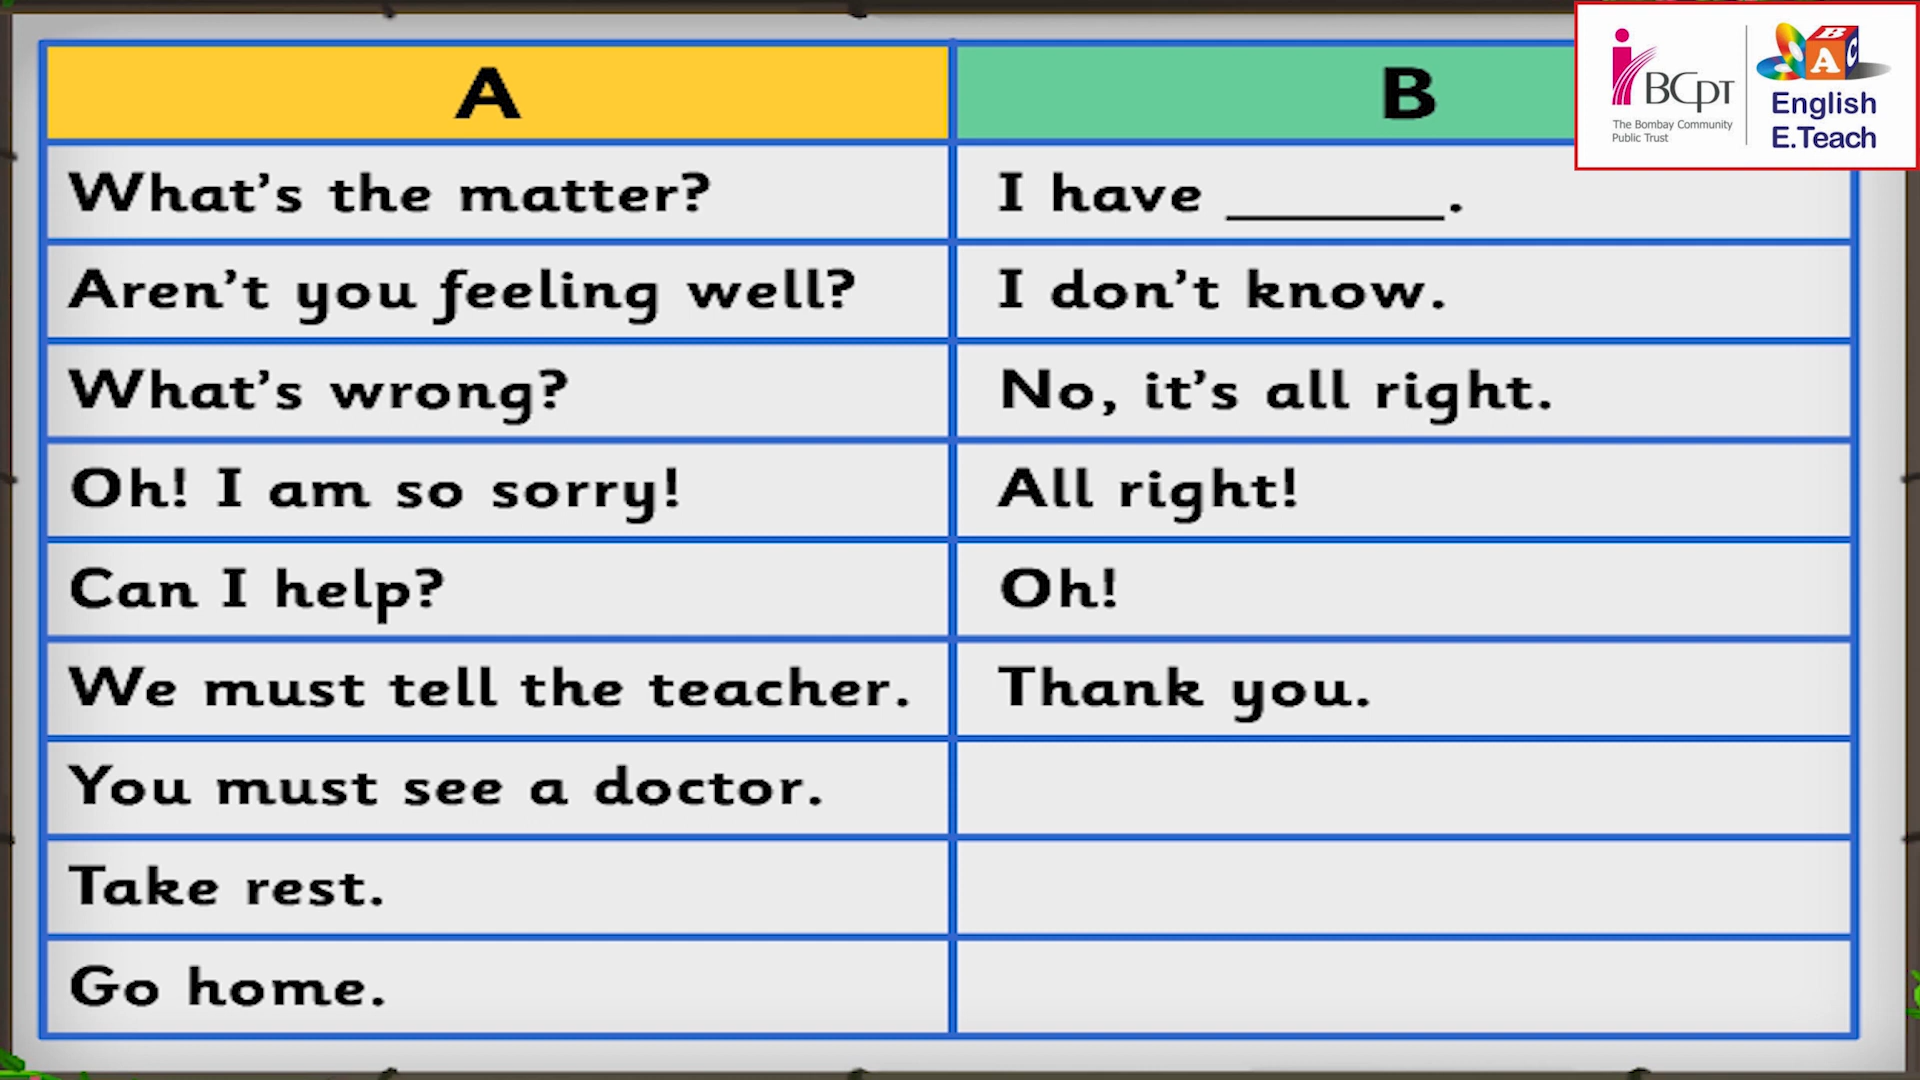 A
B
What's the matter?
I have ______.
Aren't you feeling well?
I don't know.
What's wrong?
No, it's all right.
Oh! I am so sorry!
All right!
Can I help?
Oh!
We must tell the teacher.
Thank you.
You must see a doctor.
Take rest.
Go home.
BCPT
The Bombay Community
Public Trust
A B C
English
E.Teach